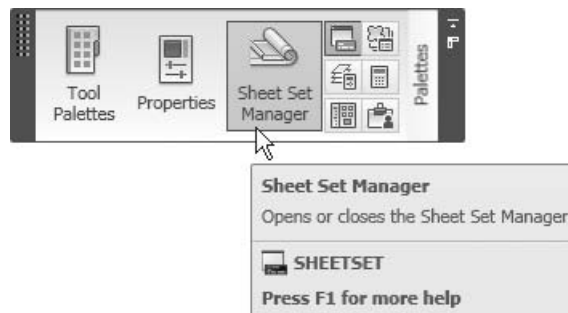 Tool
Palettes
Properties
Sheet Set
Manager
Palettes
Sheet Set Manager
Opens or closes the Sheet Set Manager
SHEETSET
Press F1 for more help